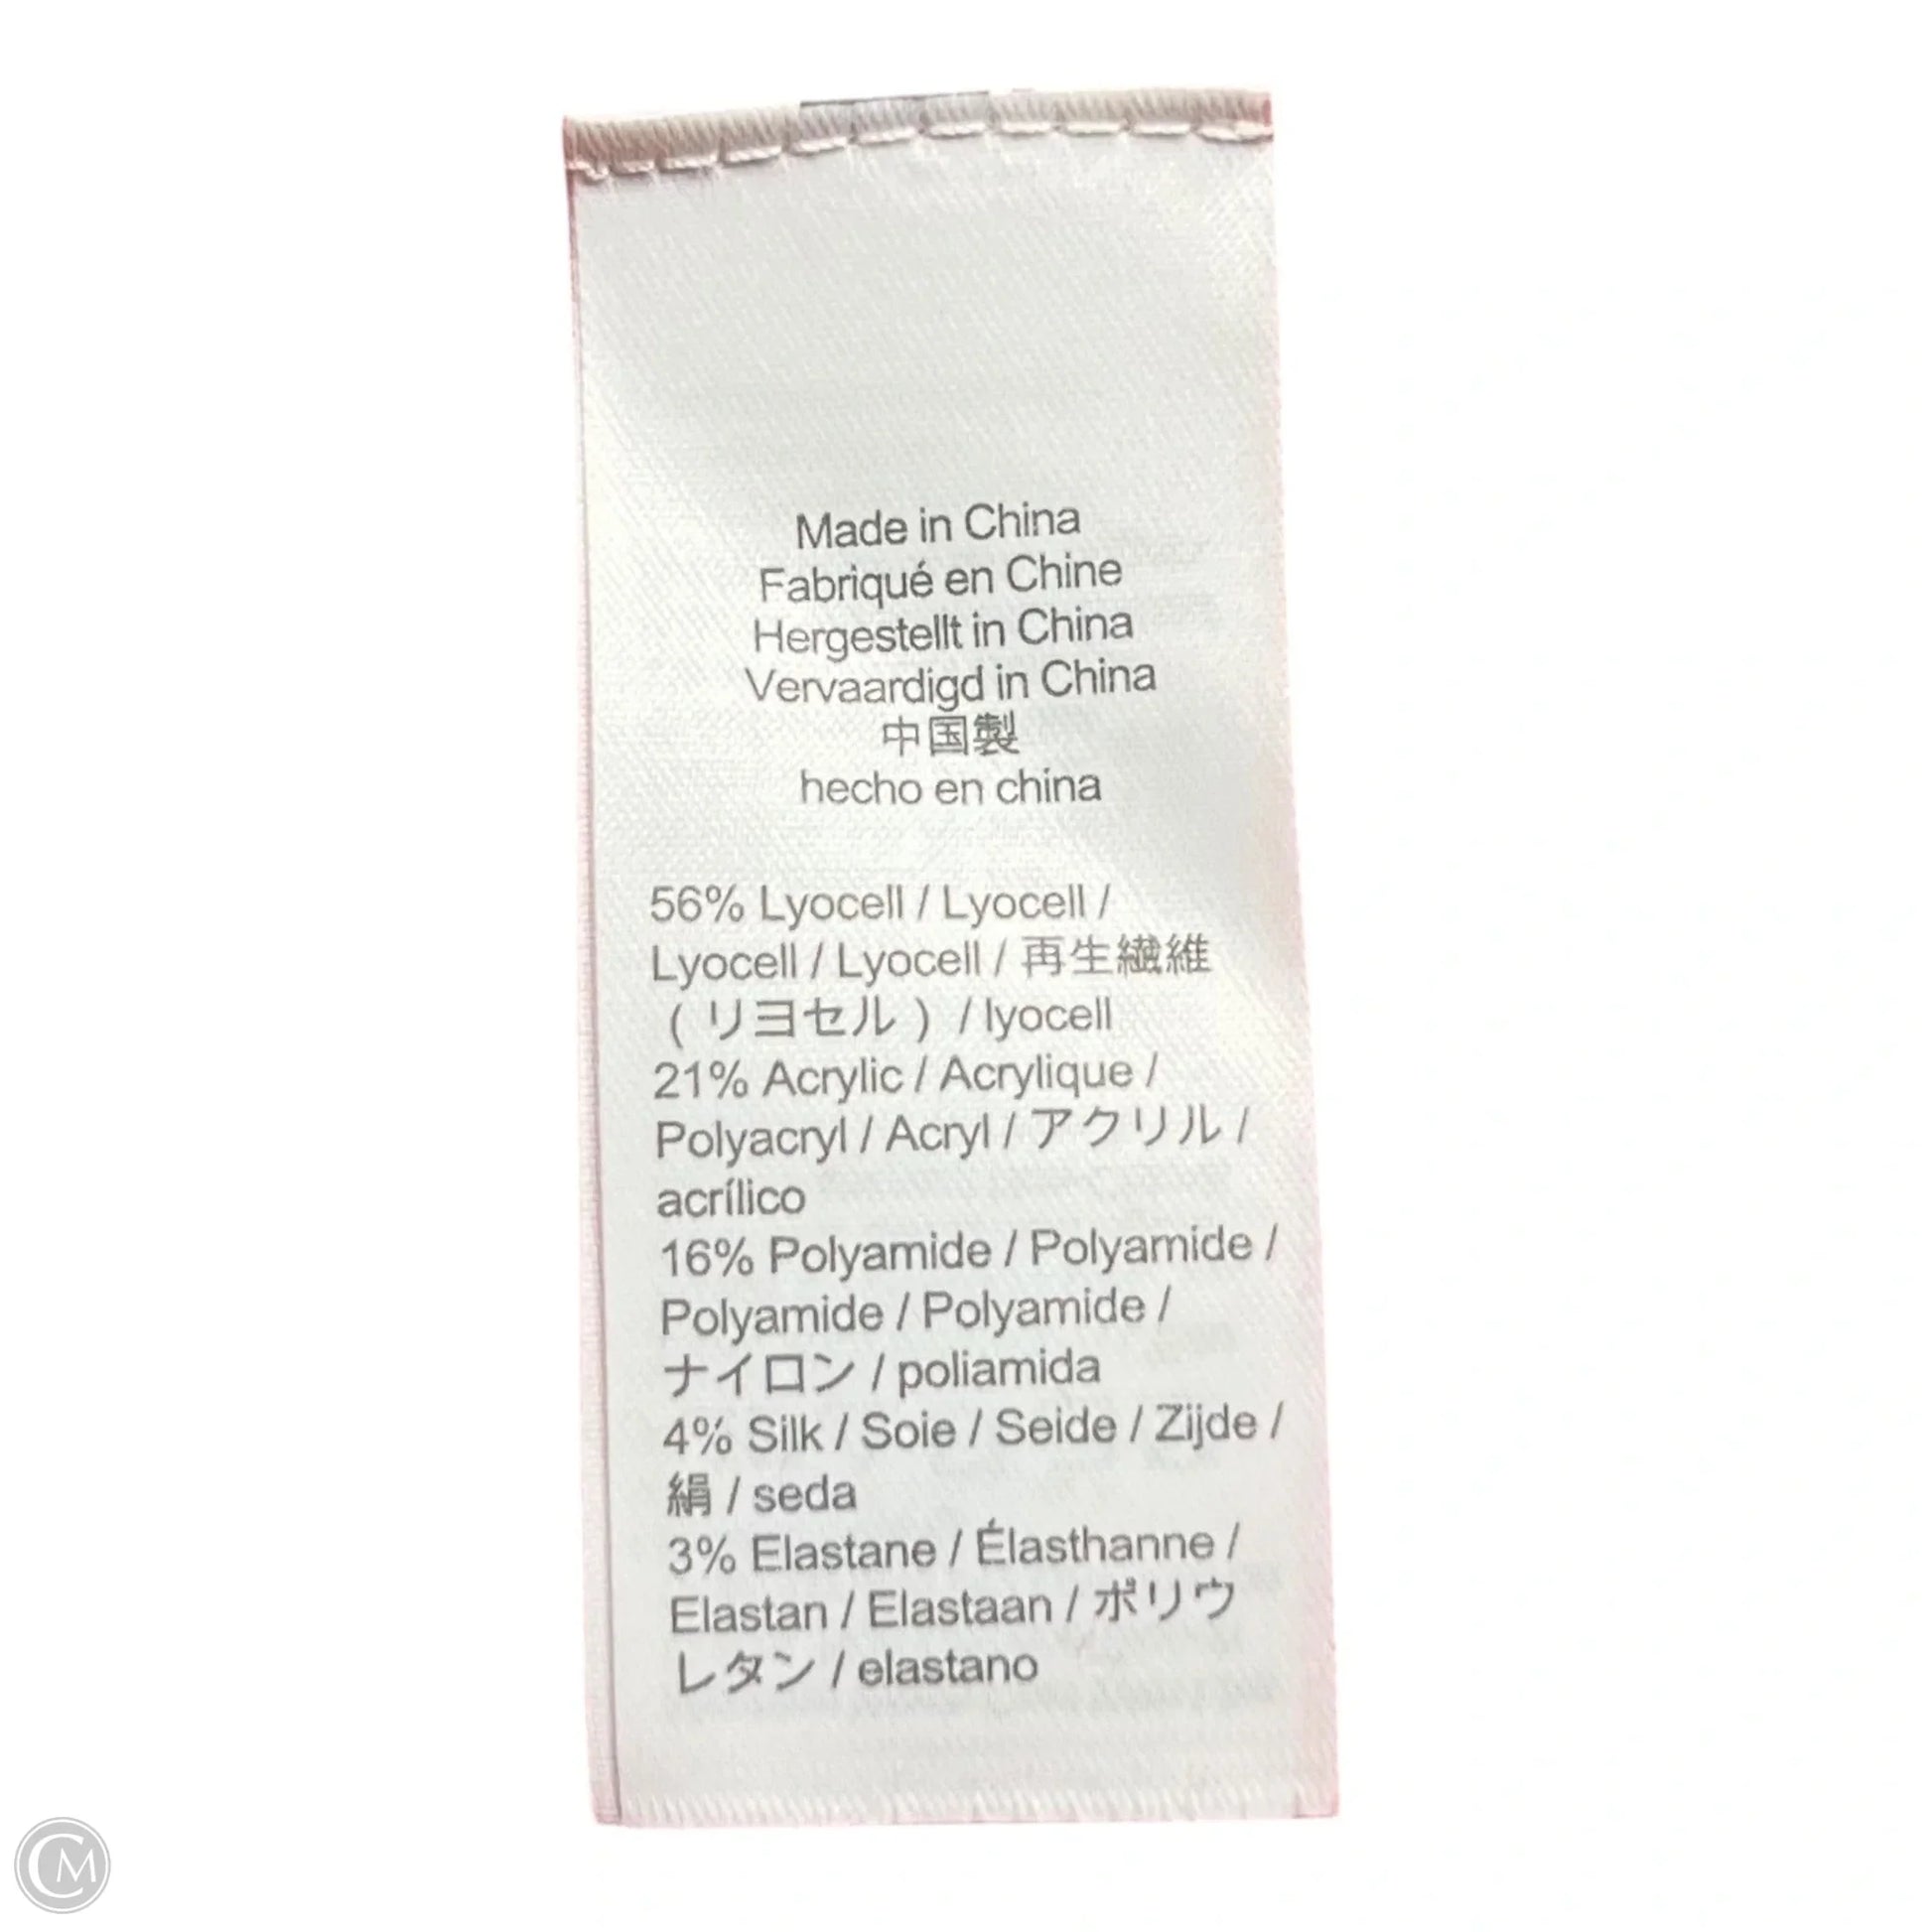 Made in China
Fabriqué en Chine
Hergestellt in China
Vervaardigd in China
中国製
hecho en china
56% Lyocell / Lyocell /
Lyocell / Lyocell / 再生繊維
（リヨセル）/ lyocell
21% Acrylic / Acrylique /
Polyacryl / Acryl / アクリル /
acrílico
16% Polyamide / Polyamide /
Polyamide / Polyamide /
ナイロン / poliamida
4% Silk / Soie / Seide / Zijde /
絹 / seda
3% Elastane / Élasthanne /
Elastan / Elastaan / ポリウ
レタン / elastano
CM